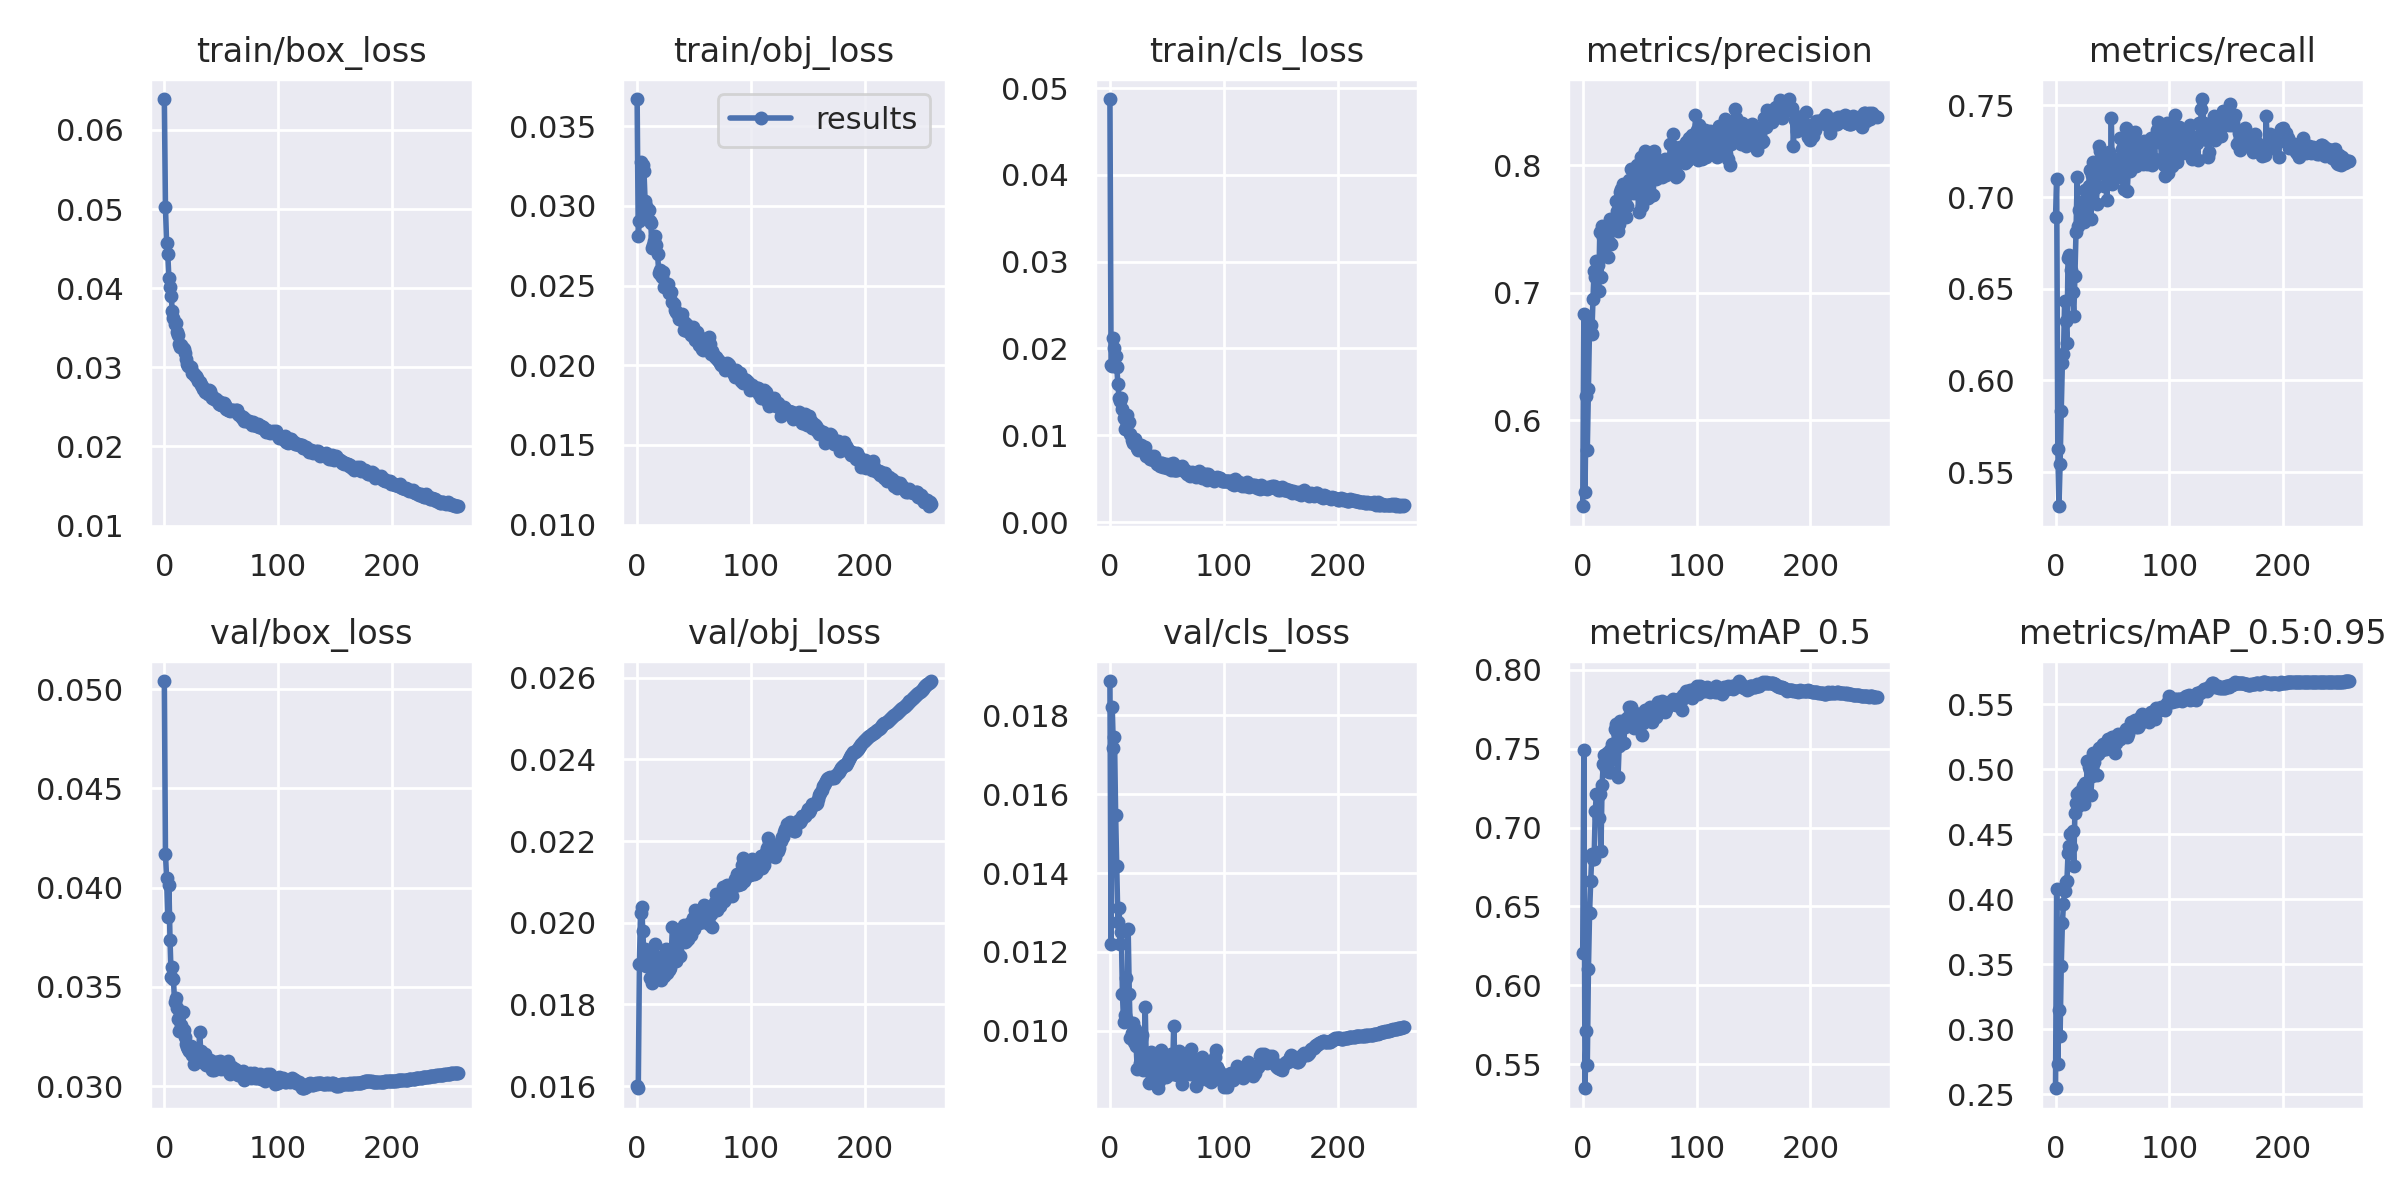 train/box_loss
train/obj_loss
train/cls_loss
metrics/precision
metrics/recall
0.06
0.05
0.04
0.03
0.02
0.01
0 100 200
results
0.035
0.030
0.025
0.020
0.015
0.010
0 100 200
0.05
0.04
0.03
0.02
0.01
0.00
0 100 200
0.8
0.7
0.6
0 100 200
0.75
0.70
0.65
0.60
0.55
0 100 200
val/box_loss
val/obj_loss
val/cls_loss
metrics/mAP_0.5
metrics/mAP_0.5:0.95
0.050
0.045
0.040
0.035
0.030
0 100 200
0.026
0.024
0.022
0.020
0.018
0.016
0 100 200
0.018
0.016
0.014
0.012
0.010
0 100 200
0.80
0.75
0.70
0.65
0.60
0.55
0 100 200
0.55
0.50
0.45
0.40
0.35
0.30
0.25
0 100 200